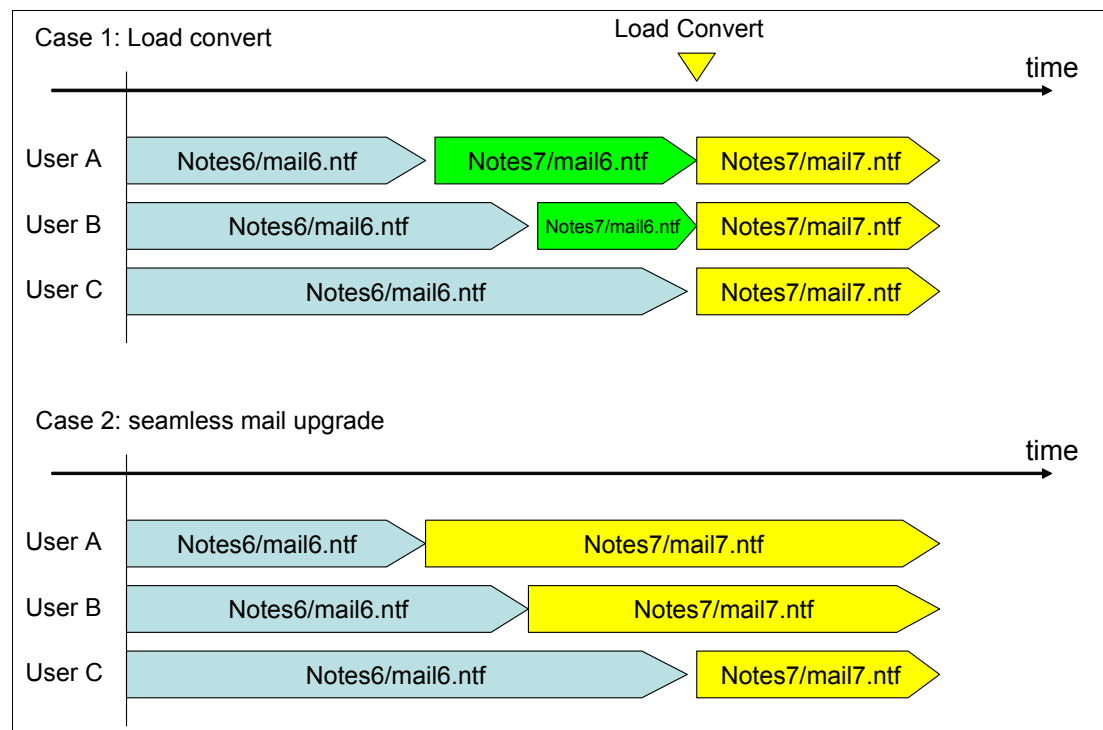 Case 1: Load convert
Load Convert
time
User A
Notes6/mail6.ntf
Notes7/mail6.ntf
Notes7/mail7.ntf
User B
Notes6/mail6.ntf
Notes7/mail6.ntf
Notes7/mail7.ntf
User C
Notes6/mail6.ntf
Notes7/mail7.ntf
Case 2: seamless mail upgrade
time
User A
Notes6/mail6.ntf
Notes7/mail7.ntf
User B
Notes6/mail6.ntf
Notes7/mail7.ntf
User C
Notes6/mail6.ntf
Notes7/mail7.ntf